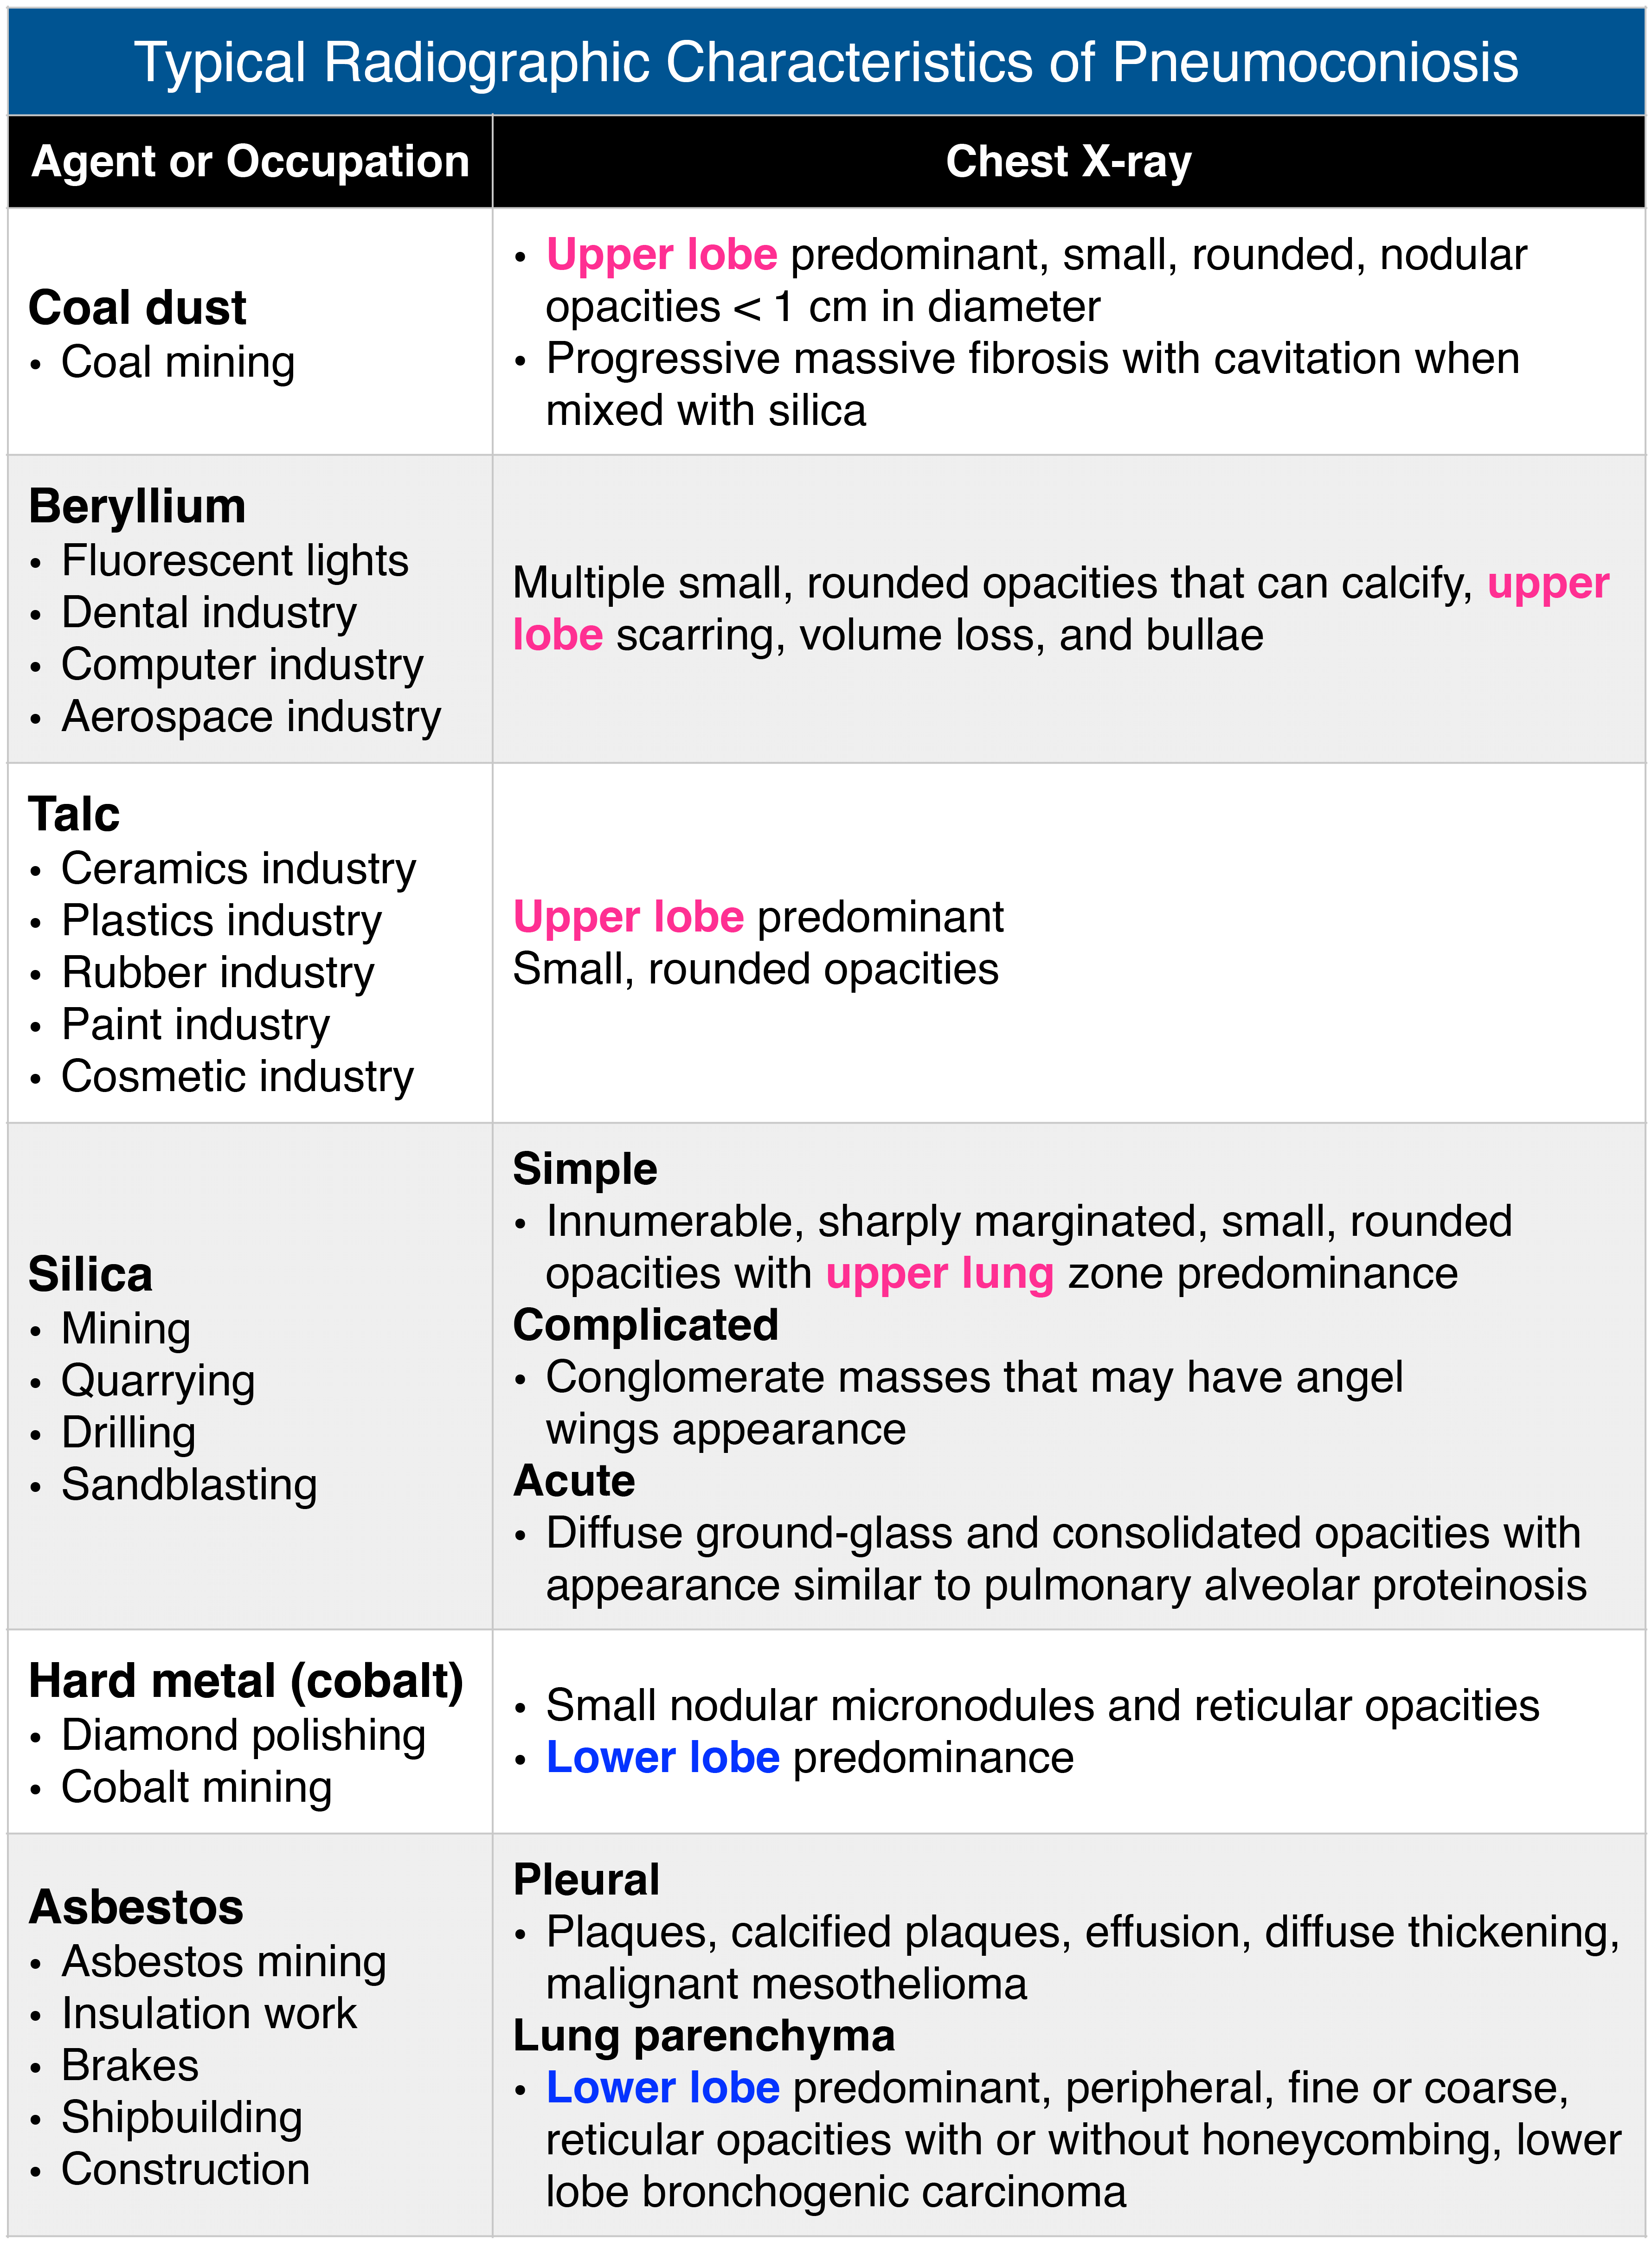 Typical Radiographic Characteristics of Pneumoconiosis
Agent or Occupation
Chest X-ray
Coal dust
• Coal mining
• Upper lobe predominant, small, rounded, nodular
opacities < 1 cm in diameter
• Progressive massive fibrosis with cavitation when
mixed with silica
Beryllium
• Fluorescent lights
• Dental industry
• Computer industry
• Aerospace industry
Multiple small, rounded opacities that can calcify, upper
lobe scarring, volume loss, and bullae
Talc
• Ceramics industry
• Plastics industry
• Rubber industry
• Paint industry
• Cosmetic industry
Upper lobe predominant
Small, rounded opacities
Silica
• Mining
• Quarrying
• Drilling
• Sandblasting
Simple
• Innumerable, sharply marginated, small, rounded
opacities with upper lung zone predominance
Complicated
• Conglomerate masses that may have angel
wings appearance
Acute
• Diffuse ground-glass and consolidated opacities with
appearance similar to pulmonary alveolar proteinosis
Hard metal (cobalt)
• Diamond polishing
• Cobalt mining
• Small nodular micronodules and reticular opacities
• Lower lobe predominance
Asbestos
• Asbestos mining
• Insulation work
• Brakes
• Shipbuilding
• Construction
Pleural
• Plaques, calcified plaques, effusion, diffuse thickening,
malignant mesothelioma
Lung parenchyma
• Lower lobe predominant, peripheral, fine or coarse,
reticular opacities with or without honeycombing, lower
lobe bronchogenic carcinoma